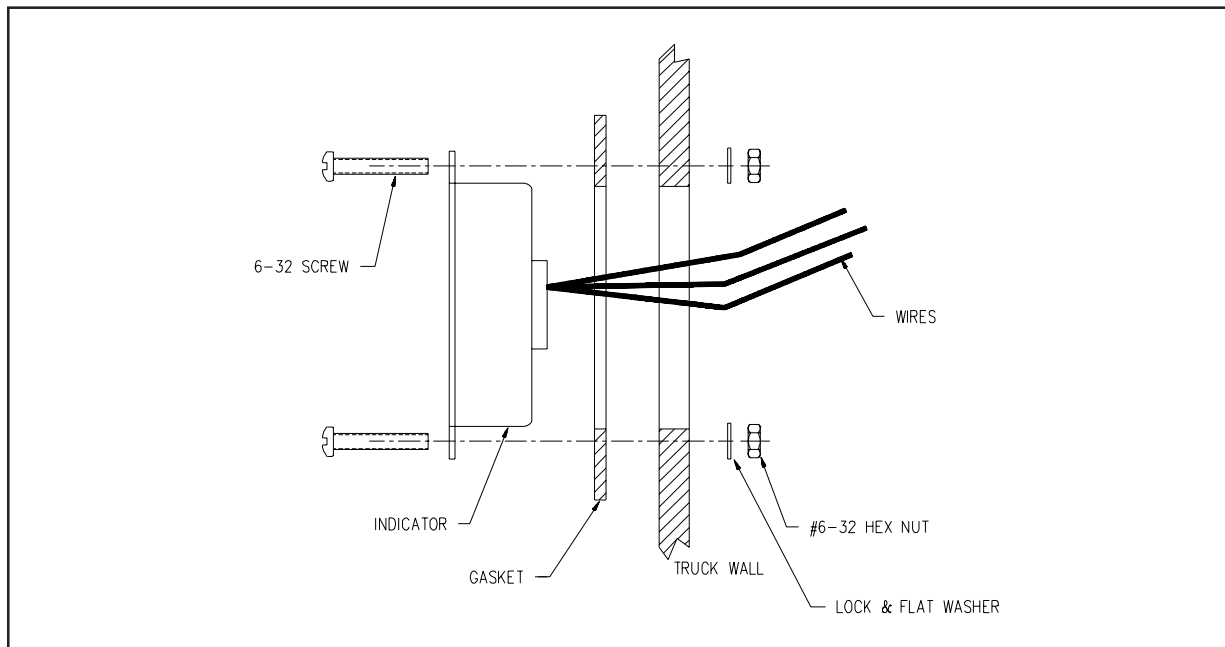 6-32 SCREW
WIRES
INDICATOR
#6-32 HEX NUT
GASKET
TRUCK WALL
LOCK & FLAT WASHER